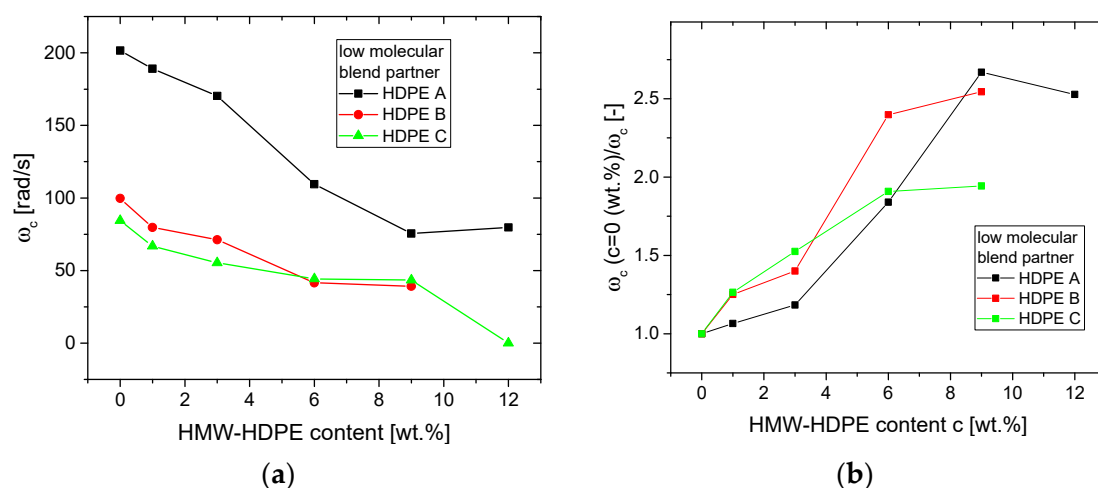 low molecular
blend partner
HDPE A
HDPE B
HDPE C
200
150
100
50
0
ω_c [rad/s]
0 2 4 6 8 10 12
HMW-HDPE content [wt.%]
(a)
2.5
2.0
1.5
1.0
ω_c (c=0 (wt.%)/ω_c [-]
low molecular
blend partner
HDPE A
HDPE B
HDPE C
0 2 4 6 8 10 12
HMW-HDPE content c [wt.%]
(b)